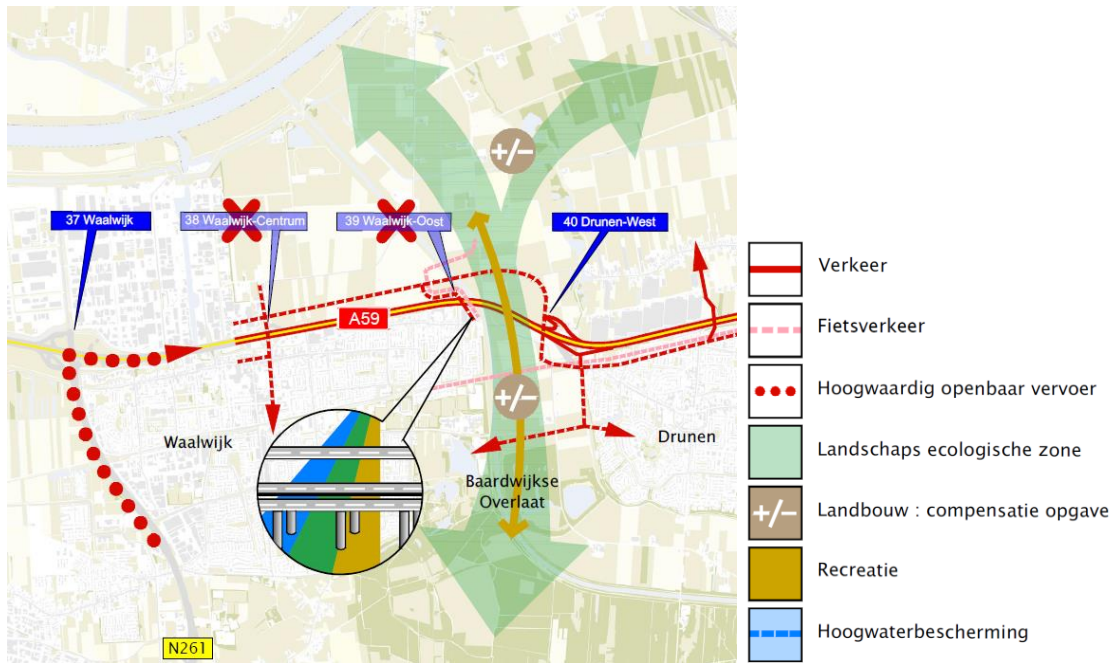 37 Waalwijk
38 Waalwijk-Centrum
39 Waalwijk-Oost
40 Drunen-West
A59
+/-
+/-
Waalwijk
Drunen
Baardwijkse
Overlaat
N261
Verkeer
Fietsverkeer
Hoogwaardig openbaar vervoer
Landschaps ecologische zone
+/-
Landbouw : compensatie opgave
Recreatie
Hoogwaterbescherming